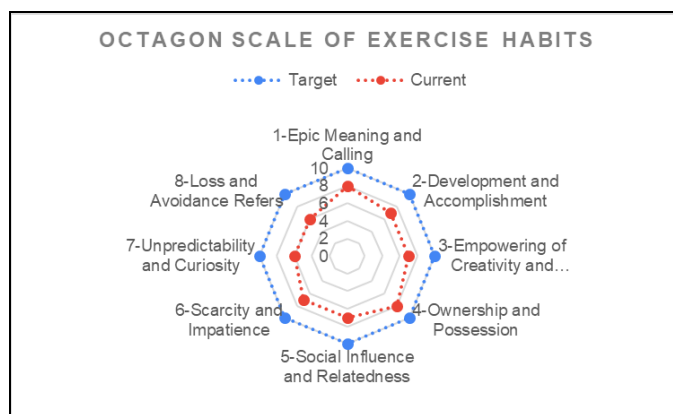 OCTAGON SCALE OF EXERCISE HABITS
Target Current
1-Epic Meaning and
Calling
2-Development and
Accomplishment
3-Empowering of
Creativity and...
4-Ownership and
Possession
5-Social Influence
and Relatedness
6-Scarcity and
Impatience
7-Unpredictability
and Curiosity
8-Loss and
Avoidance Refers
10
8
6
4
2
0